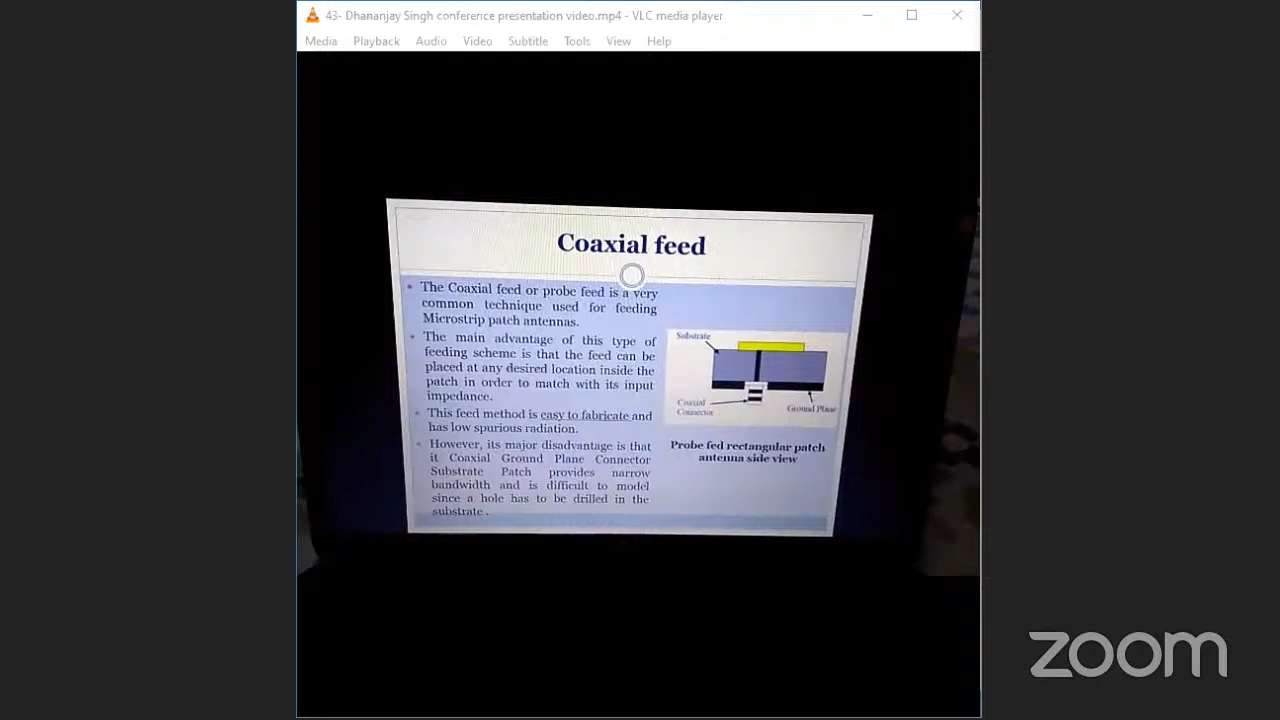 43- Dhananjay Singh conference presentation video.mp4 - VLC media player
Media Playback Audio Video Subtitle Tools View Help
Coaxial feed
The Coaxial feed or probe feed is a very
common technique used for feeding
Microstrip patch antennas.
The main advantage of this type of
feeding scheme is that the feed can be
placed at any desired location inside the
patch in order to match with its input
impedance.
This feed method is easy to fabricate and
has low spurious radiation.
However, its major disadvantage is that
it Coaxial Ground Plane Connector
Substrate Patch provides narrow
bandwidth and is difficult to model
since a hole has to be drilled in the
substrate .
Substrate
Coaxial
Connector
Ground Plane
Probe fed rectangular patch
antenna side view
zoom